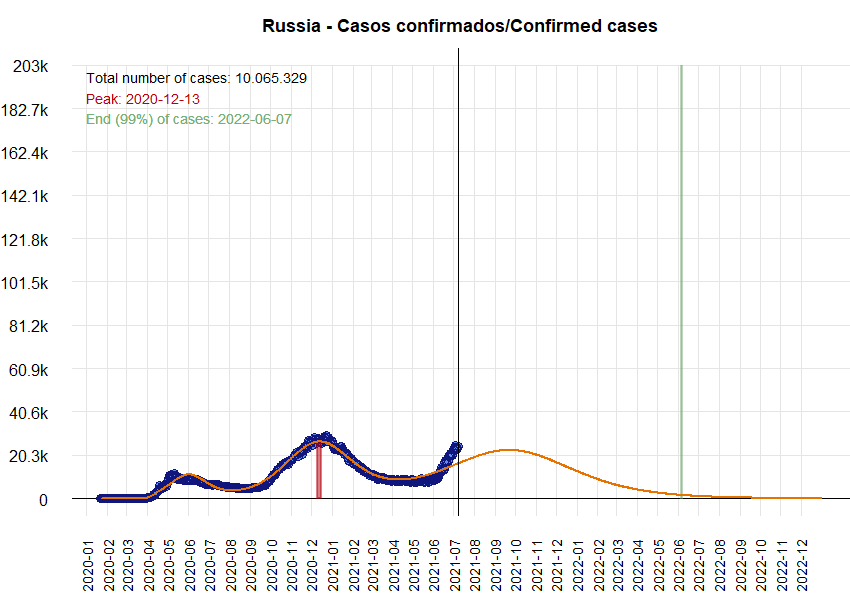 Russia - Casos confirmados/Confirmed cases
203k
182.7k
162.4k
142.1k
121.8k
101.5k
81.2k
60.9k
40.6k
20.3k
0
Total number of cases: 10.065.329
Peak: 2020-12-13
End (99%) of cases: 2022-06-07
2020-01
2020-02
2020-03
2020-04
2020-05
2020-06
2020-07
2020-08
2020-09
2020-10
2020-11
2020-12
2021-01
2021-02
2021-03
2021-04
2021-05
2021-06
2021-07
2021-08
2021-09
2021-10
2021-11
2021-12
2022-01
2022-02
2022-03
2022-04
2022-05
2022-06
2022-07
2022-08
2022-09
2022-10
2022-11
2022-12